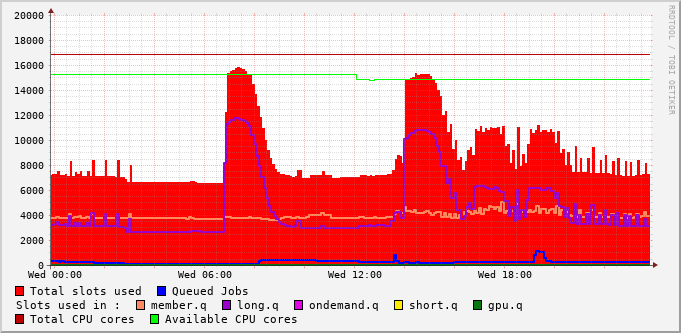 20000
18000
16000
14000
12000
10000
8000
6000
4000
2000
0
Wed 00:00 Wed 06:00 Wed 12:00 Wed 18:00
Total slots used Queued Jobs
Slots used in : member.q long.q ondemand.q short.q gpu.q
Total CPU cores Available CPU cores
RRDTOOL / TOBI OETIKER